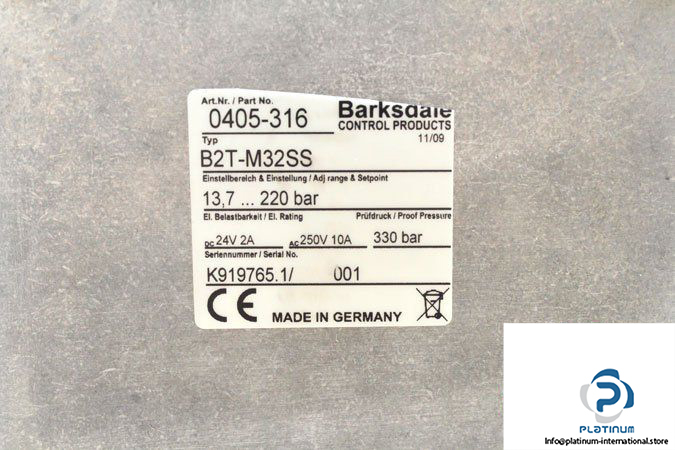 Art.Nr. / Part No.
0405-316
Barksdale
CONTROL PRODUCTS
11/09
Typ
B2T-M32SS
Einstellbereich & Einstellung / Adj range & Setpoint
13,7 ... 220 bar
El. Belastbarkeit / El. Rating
Prüfdruck / Proof Pressure
DC 24V 2A
AC 250V 10A
330 bar
Seriennummer / Serial No.
K919765.1/ 001
CE
MADE IN GERMANY
PLATINUM
Info@platinum-international.store